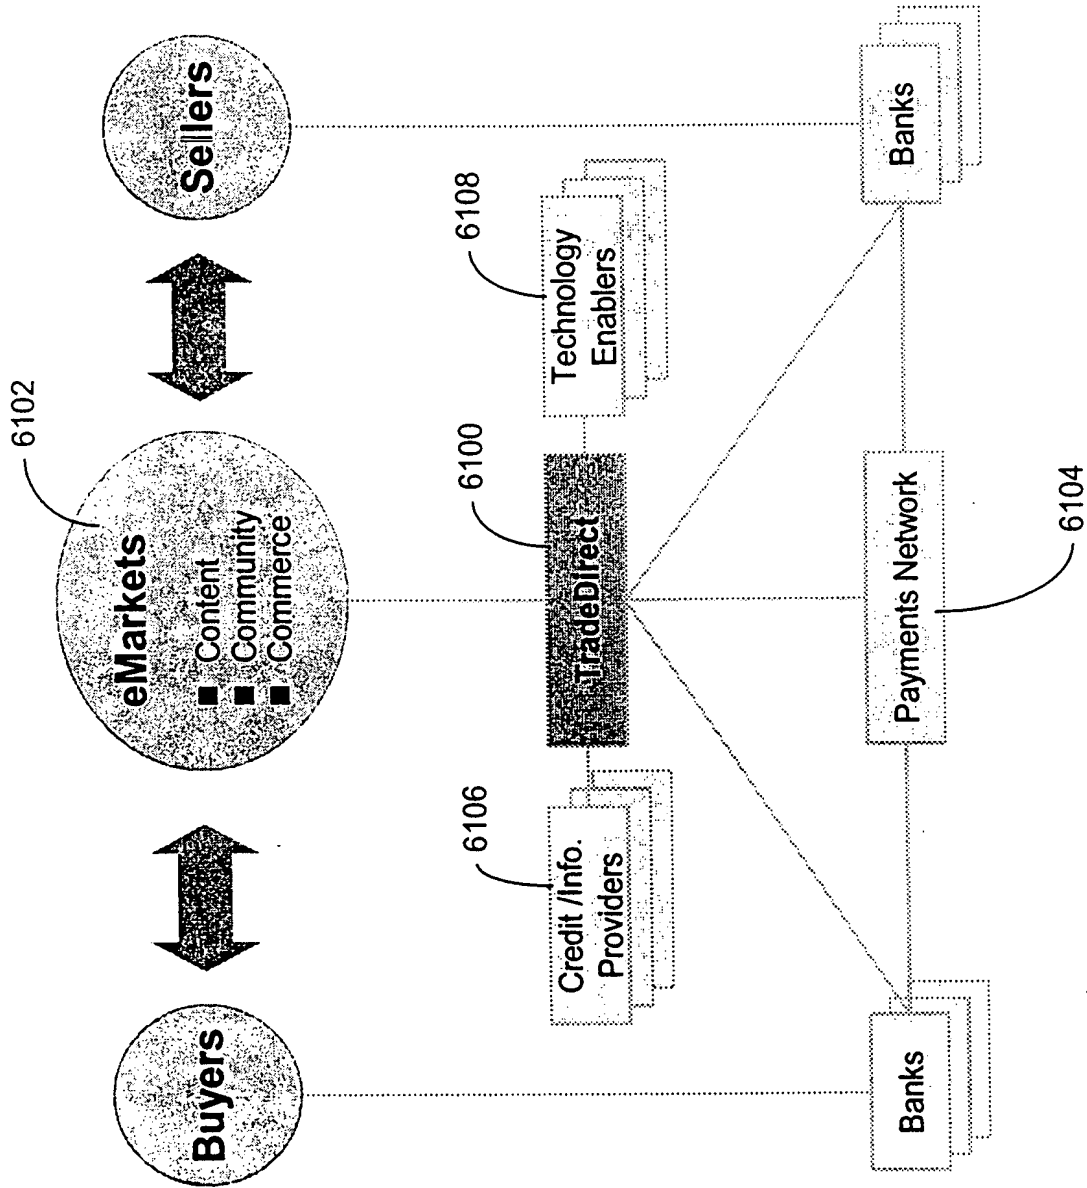 6102
Buyers
eMarkets
Content
Community
Commerce
Sellers
6106
6100
6108
Credit /Info.
Providers
TradeDirect
Technology
Enablers
Banks
Payments Network
Banks
6104